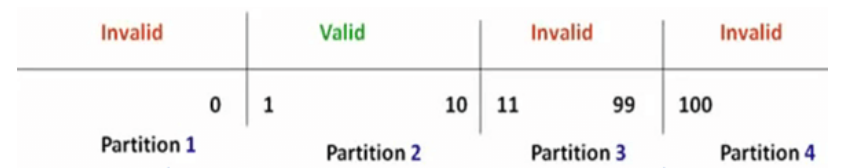 Invalid Valid Invalid Invalid
0 1 10 11 99 100
Partition 1 Partition 2 Partition 3 Partition 4